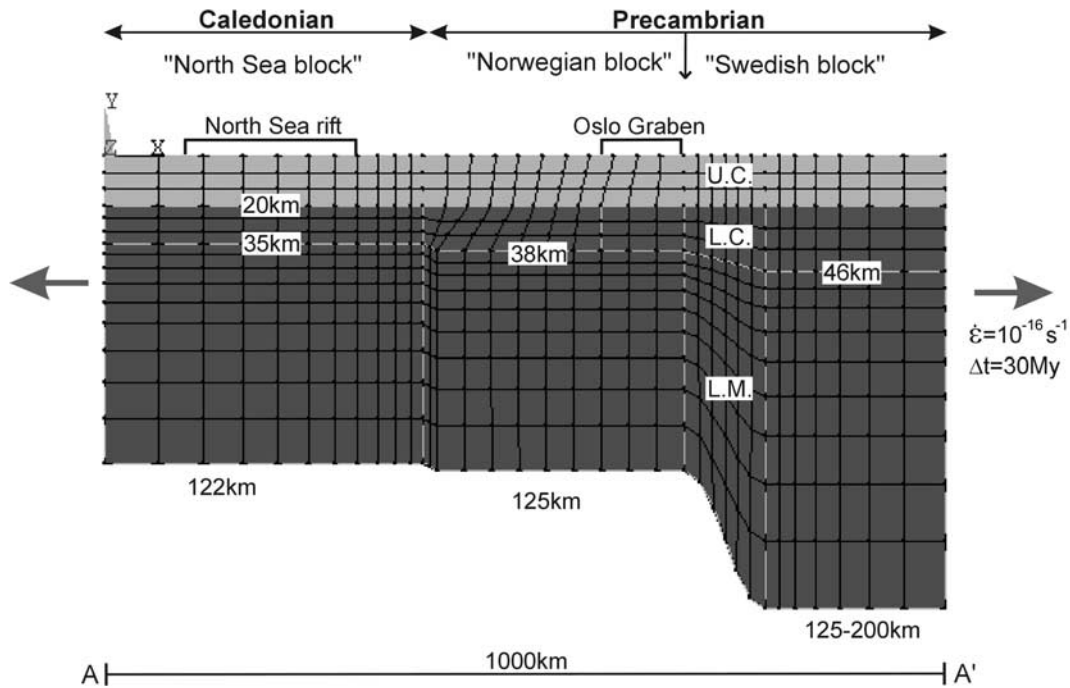 Caledonian Precambrian
"North Sea block" "Norwegian block" "Swedish block"
Y
North Sea rift Oslo Graben
Z X
U.C.
20km
L.C.
35km 38km 46km
ε̇=10⁻¹⁶ s⁻¹
Δt=30My
L.M.
122km 125km
125-200km
1000km
A A'